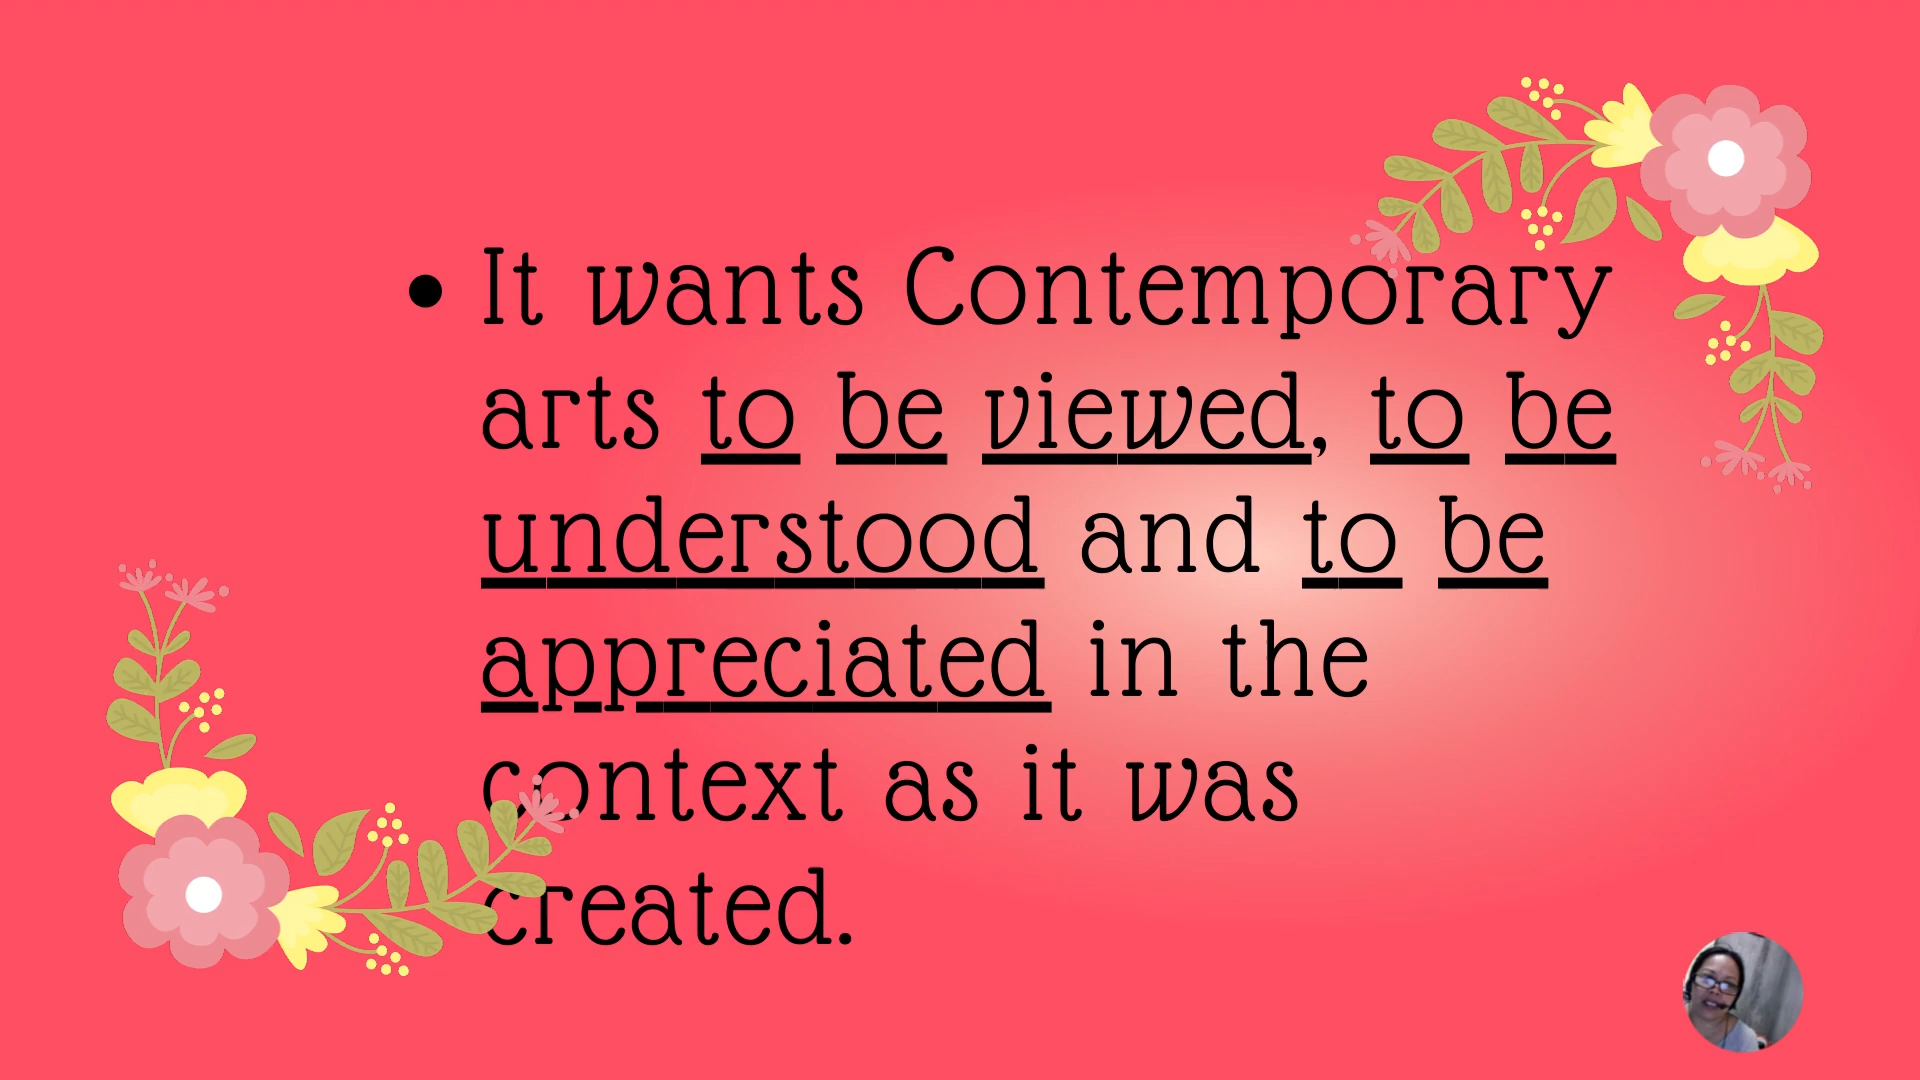 • It wants Contemporary
arts to be viewed, to be
understood and to be
appreciated in the
context as it was
created.